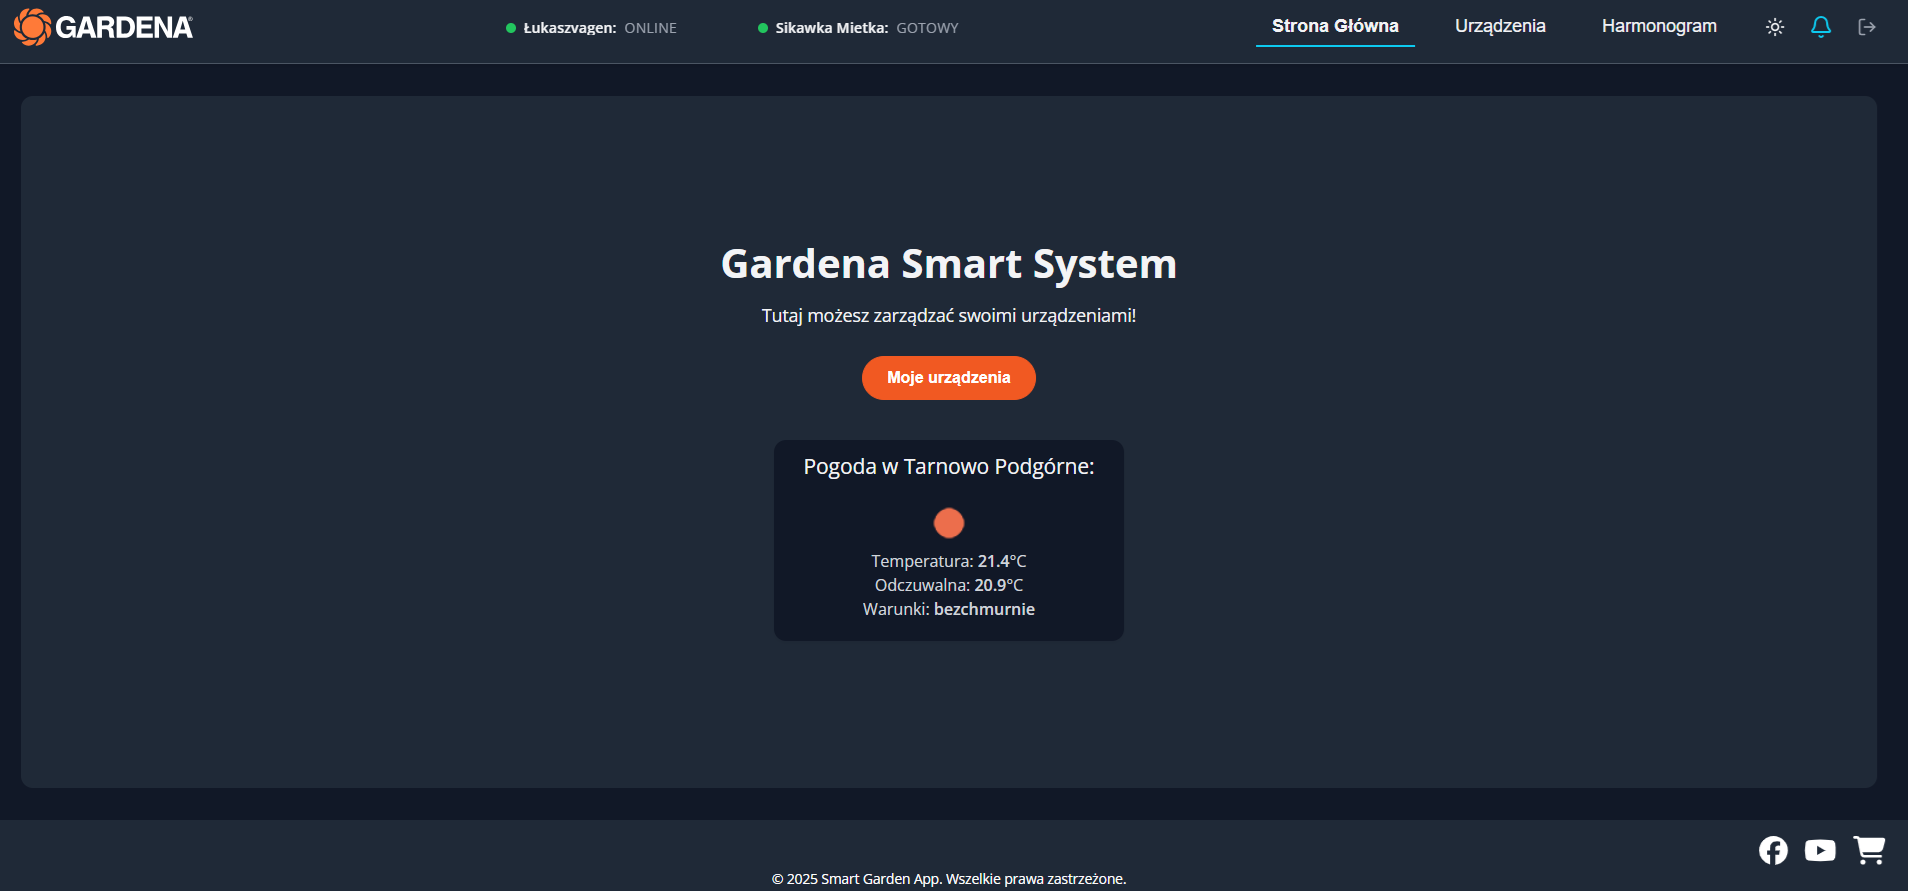 GARDENA®
Łukaszvagen: ONLINE
Sikawka Mietka: GOTOWY
Strona Główna
Urządzenia
Harmonogram
Gardena Smart System
Tutaj możesz zarządzać swoimi urządzeniami!
Moje urządzenia
Pogoda w Tarnowo Podgórne:
Temperatura: 21.4°C
Odczuwalna: 20.9°C
Warunki: bezchmurnie
© 2025 Smart Garden App. Wszelkie prawa zastrzeżone.